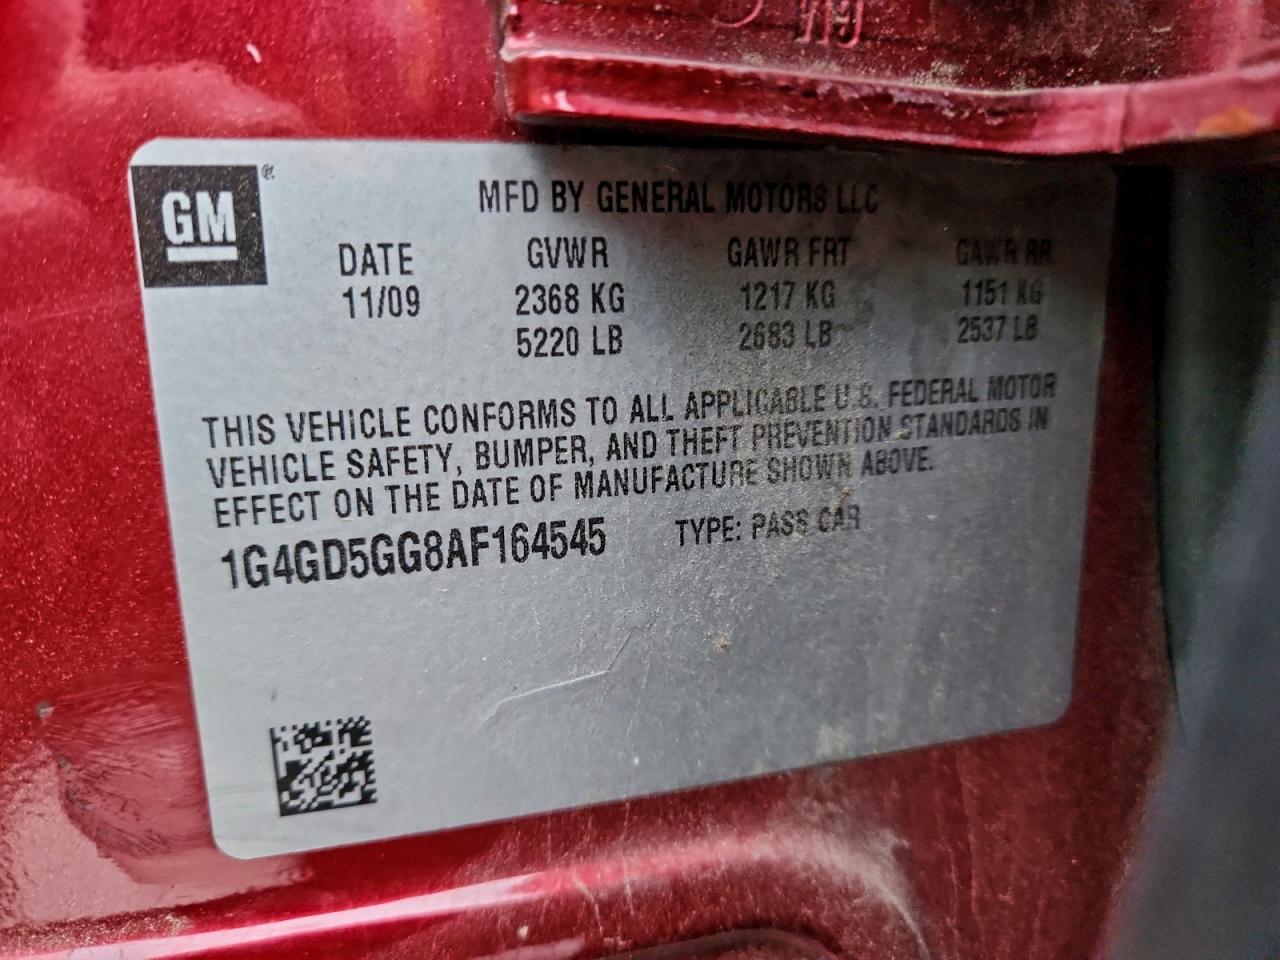 GM®
MFD BY GENERAL MOTORS LLC
DATE GVWR GAWR FRT GAWR RR
11/09 2368 KG 1217 KG 1151 KG
5220 LB 2683 LB 2537 LB
THIS VEHICLE CONFORMS TO ALL APPLICABLE U.S. FEDERAL MOTOR
VEHICLE SAFETY, BUMPER, AND THEFT PREVENTION STANDARDS IN
EFFECT ON THE DATE OF MANUFACTURE SHOWN ABOVE.
1G4GD5GG8AF164545 TYPE: PASS CAR